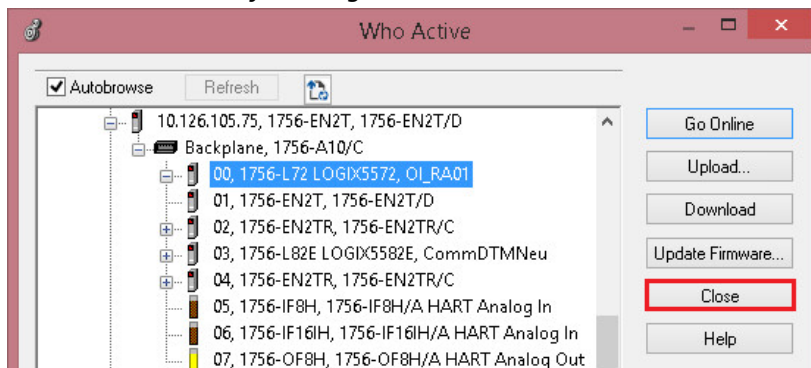 Who Active
Autobrowse
Refresh
10.126.105.75, 1756-EN2T, 1756-EN2T/D
Backplane, 1756-A10/C
00, 1756-L72 LOGIX5572, OI_RA01
01, 1756-EN2T, 1756-EN2T/D
02, 1756-EN2TR, 1756-EN2TR/C
03, 1756-L82E LOGIX5582E, CommDTMNeu
04, 1756-EN2TR, 1756-EN2TR/C
05, 1756-IF8H, 1756-IF8H/A HART Analog In
06, 1756-IF16IH, 1756-IF16IH/A HART Analog In
07, 1756-OF8H, 1756-OF8H/A HART Analog Out
Go Online
Upload...
Download
Update Firmware...
Close
Help